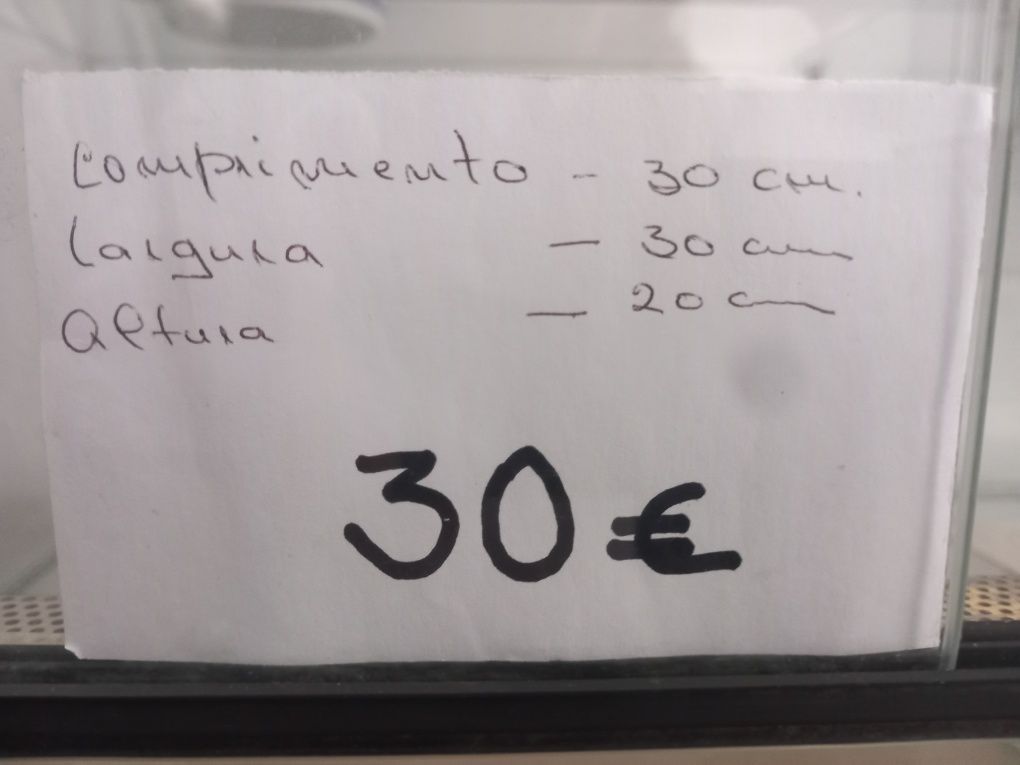 Comprimento - 30 cm.
Largura - 30 cm
Altura - 20 cm
30 €